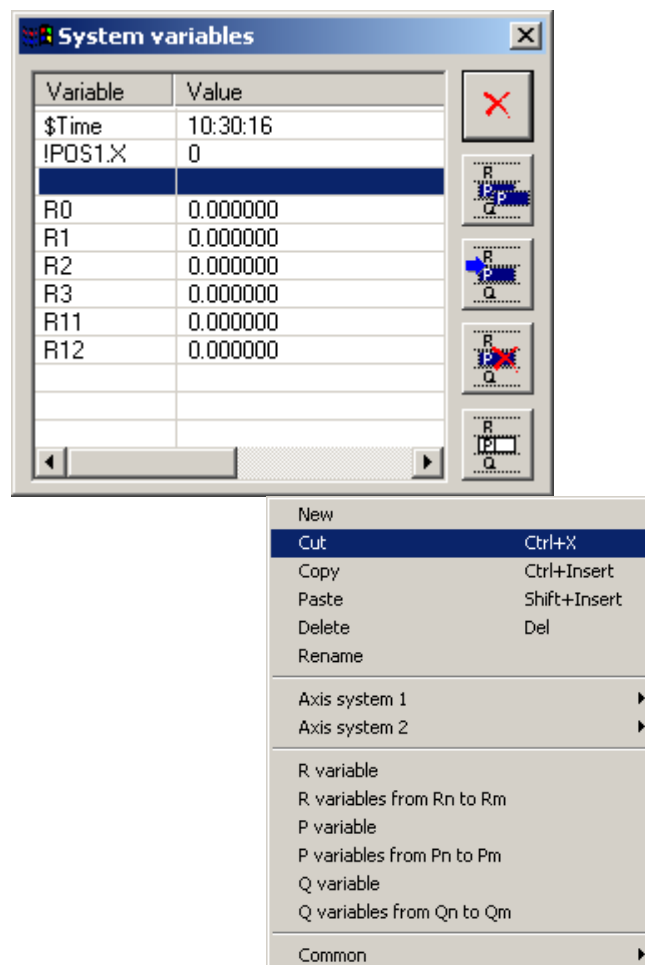 System variables
Variable Value
$Time 10:30:16
!POS1.X 0
R0 0.000000
R1 0.000000
R2 0.000000
R3 0.000000
R11 0.000000
R12 0.000000
R
P
P
Q
R
P
Q
R
P
Q
R
P
Q
New
Cut Ctrl+X
Copy Ctrl+Insert
Paste Shift+Insert
Delete Del
Rename
Axis system 1
Axis system 2
R variable
R variables from Rn to Rm
P variable
P variables from Pn to Pm
Q variable
Q variables from Qn to Qm
Common